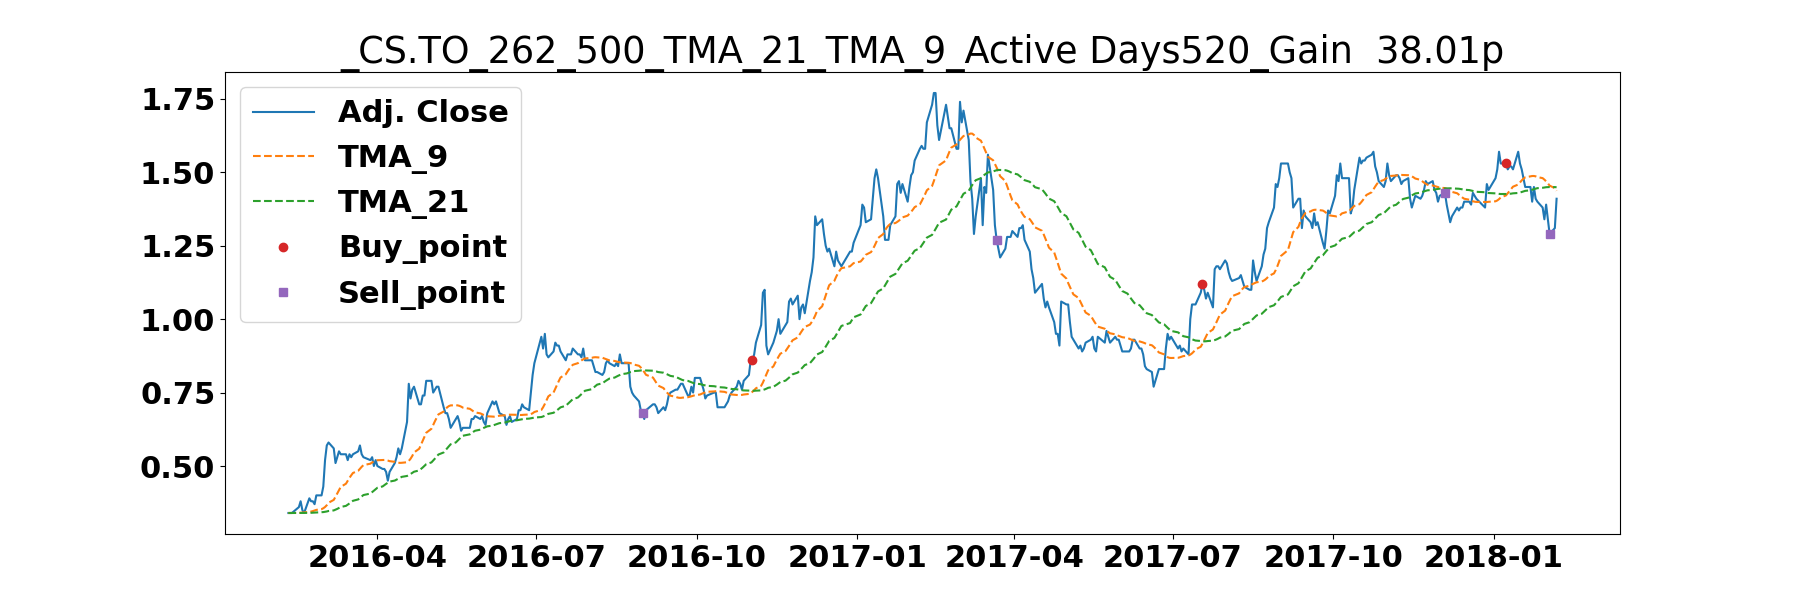 _CS.TO_262_500_TMA_21_TMA_9_Active Days520_Gain  38.01p
1.75
1.50
1.25
1.00
0.75
0.50
Adj. Close
TMA_9
TMA_21
Buy_point
Sell_point
2016-04 2016-07 2016-10 2017-01 2017-04 2017-07 2017-10 2018-01